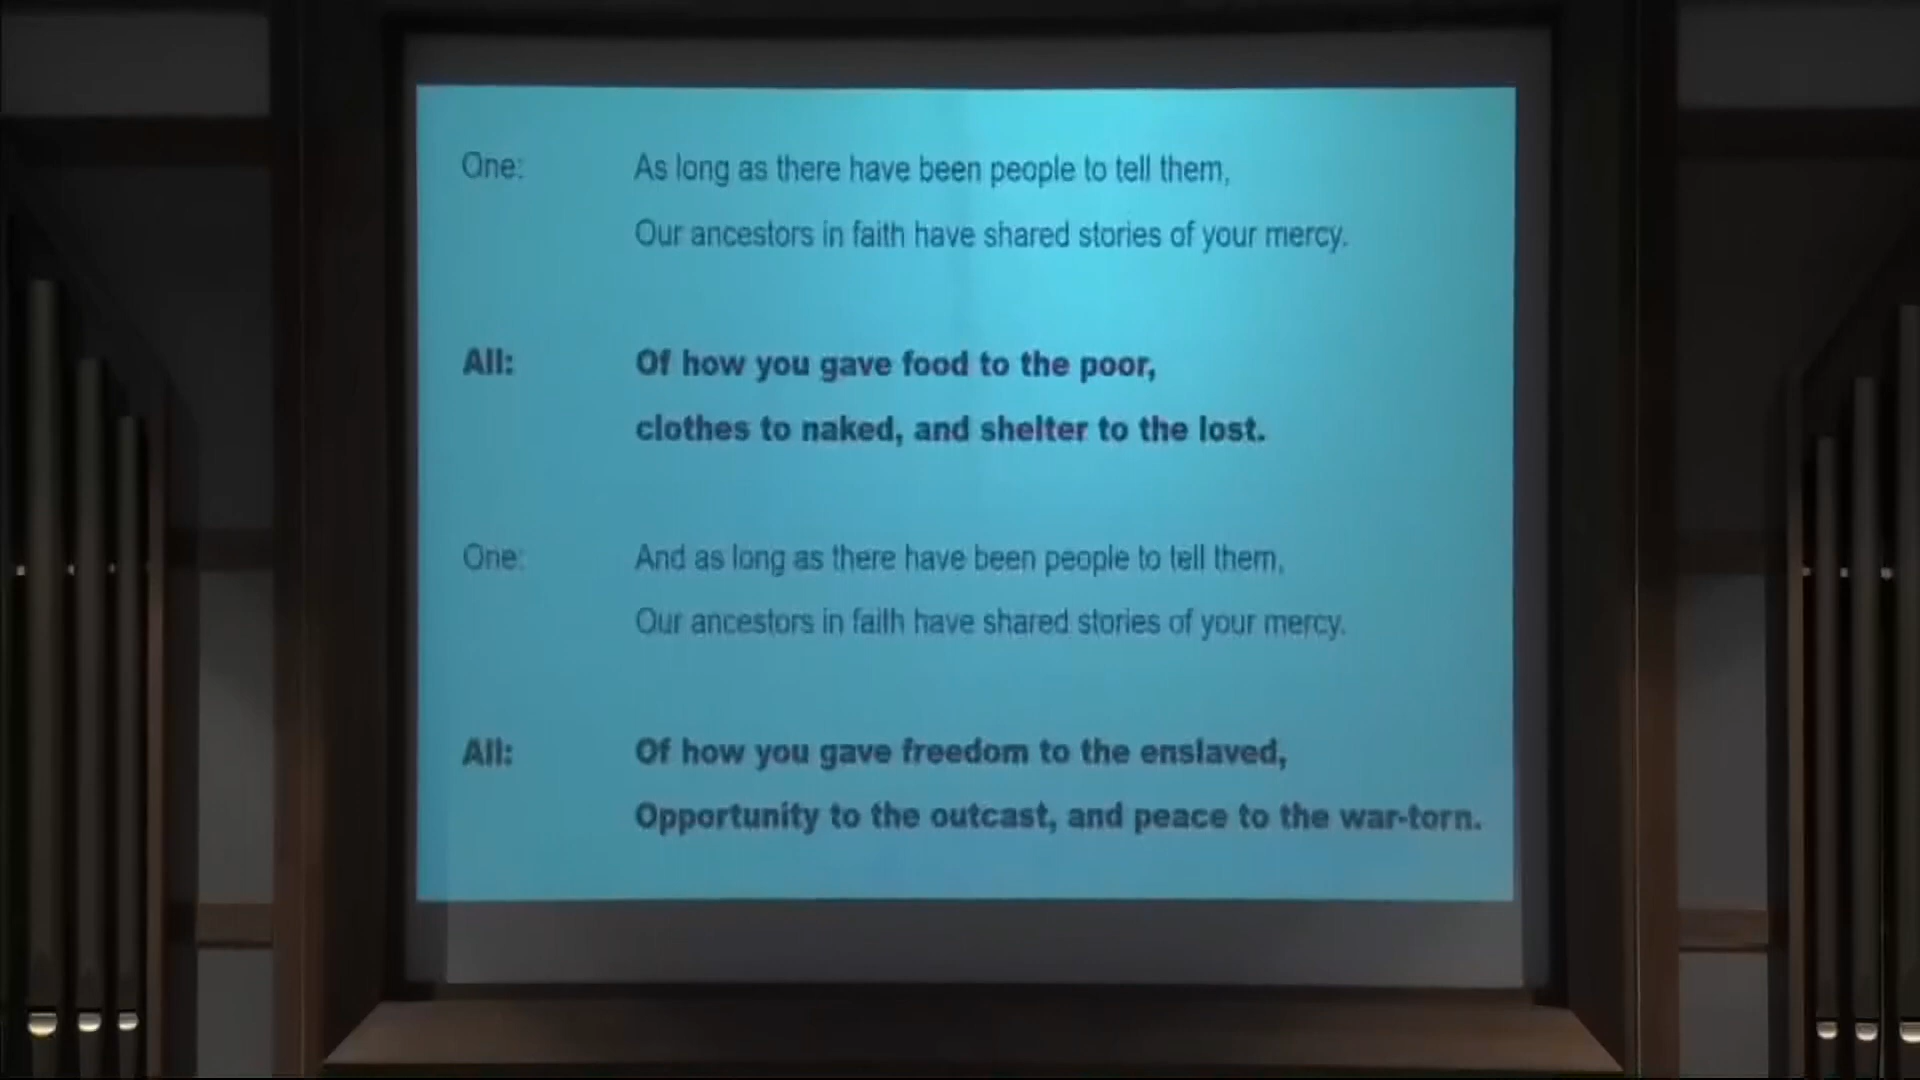 One: As long as there have been people to tell them,
Our ancestors in faith have shared stories of your mercy.
All: Of how you gave food to the poor,
clothes to naked, and shelter to the lost.
One: And as long as there have been people to tell them,
Our ancestors in faith have shared stories of your mercy.
All: Of how you gave freedom to the enslaved,
Opportunity to the outcast, and peace to the war-torn.